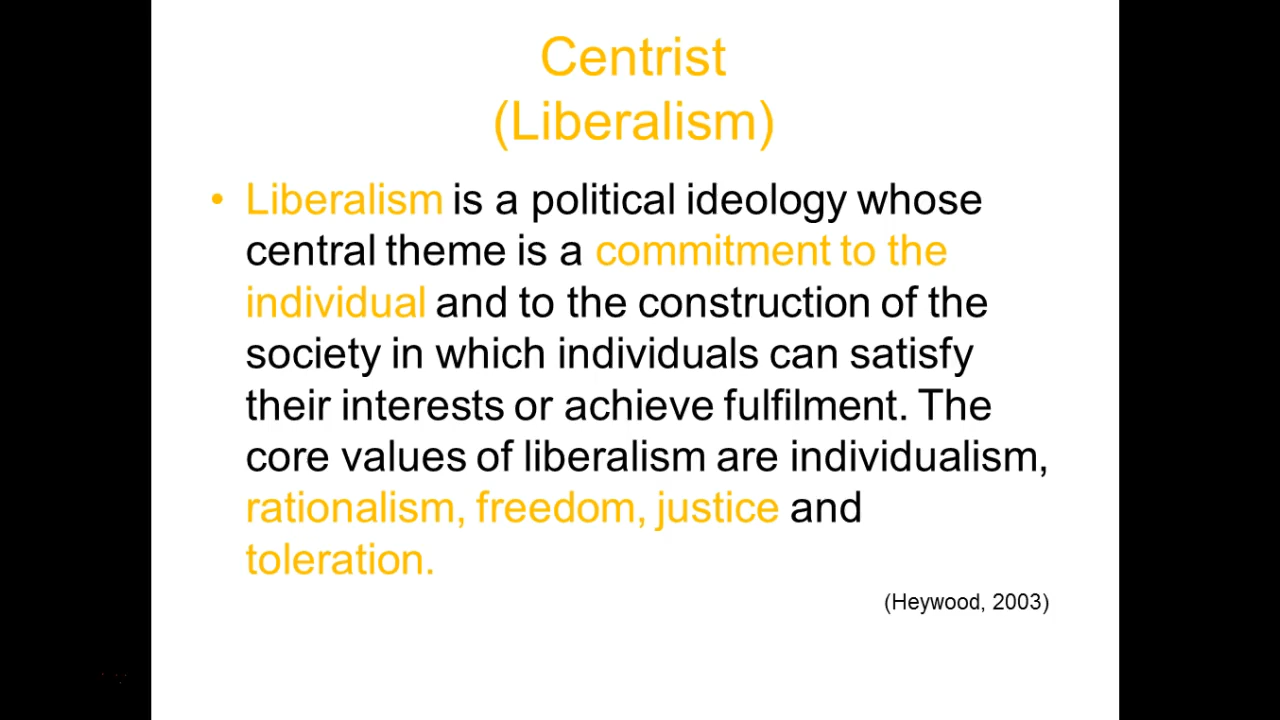 Centrist
(Liberalism)
• Liberalism is a political ideology whose
central theme is a commitment to the
individual and to the construction of the
society in which individuals can satisfy
their interests or achieve fulfilment. The
core values of liberalism are individualism,
rationalism, freedom, justice and
toleration.
(Heywood, 2003)